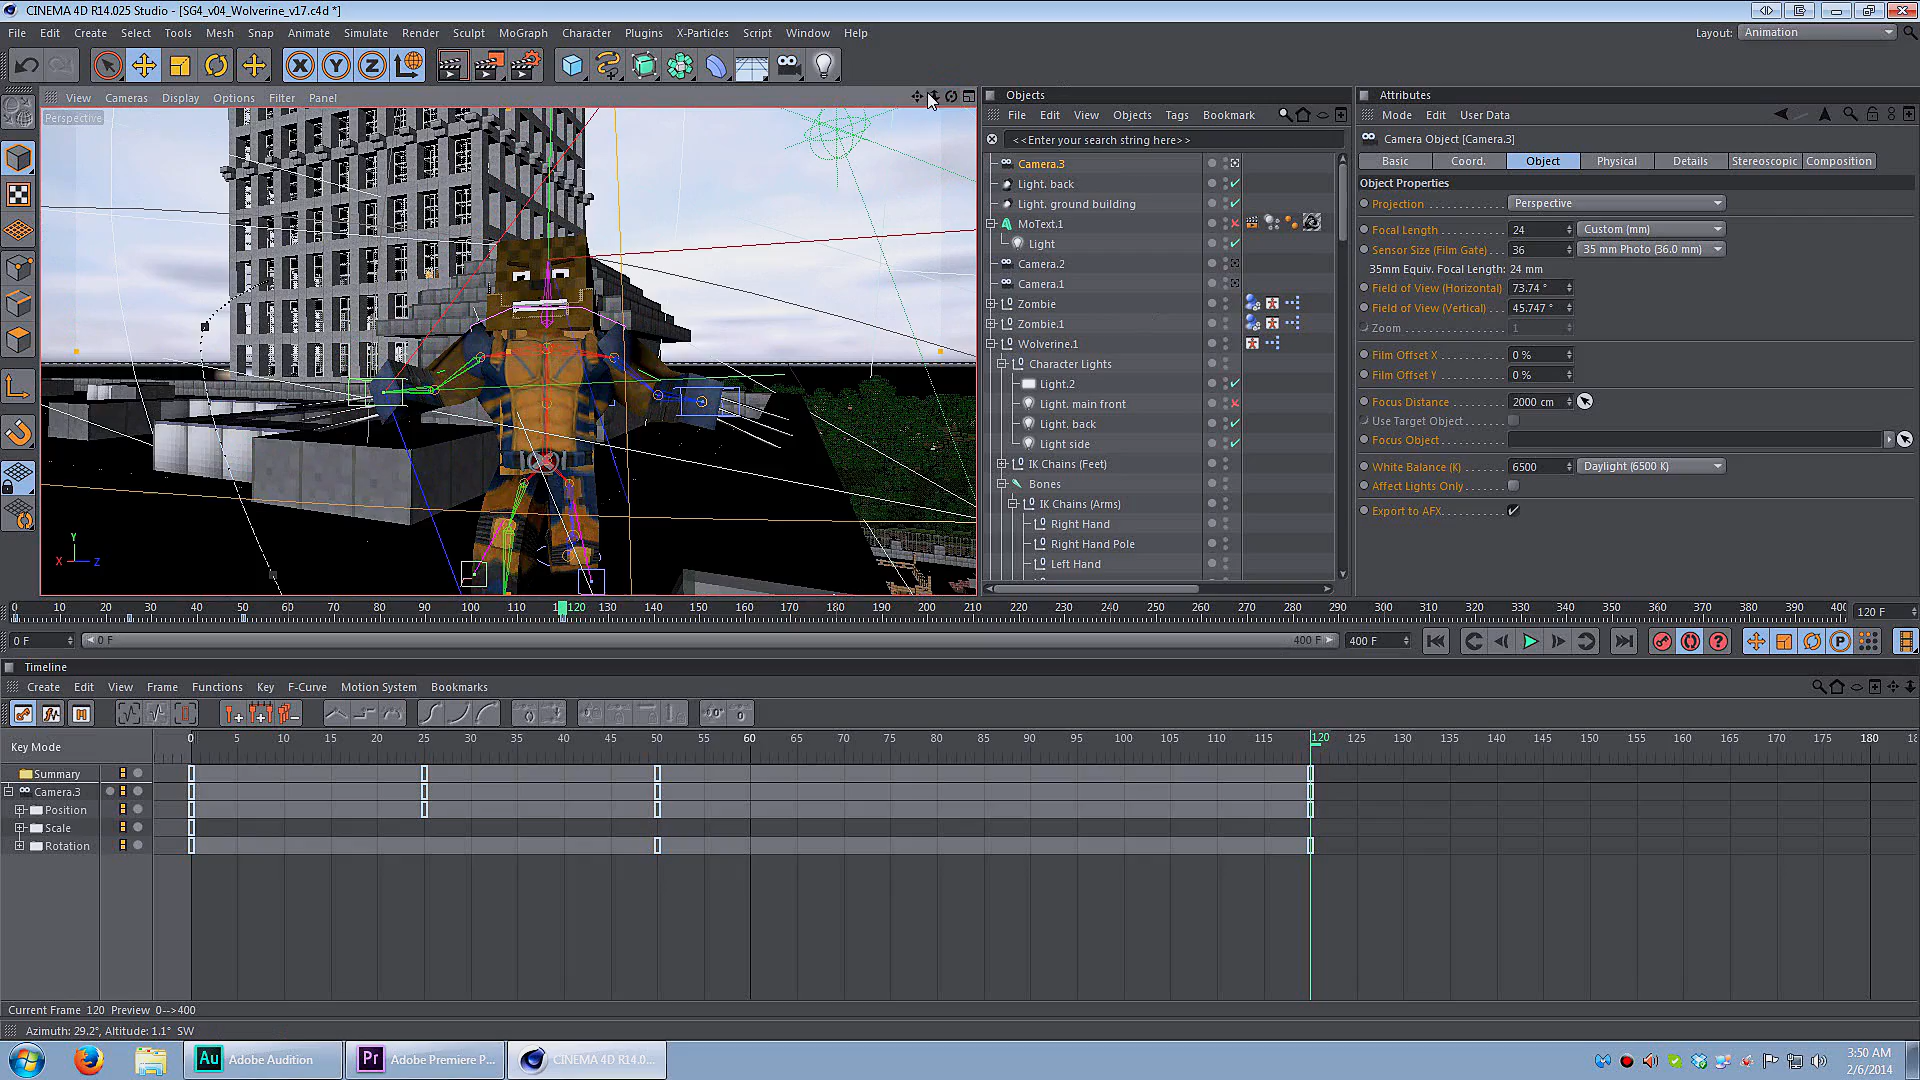 CINEMA 4D R14.025 Studio - [SG4_v04_Wolverine_v17.c4d *]
File Edit Create Select Tools Mesh Snap Animate Simulate Render Sculpt MoGraph Character Plugins X-Particles Script Window Help
Layout: Animation
View Cameras Display Options Filter Panel
Perspective
Y
X Z
Objects
File Edit View Objects Tags Bookmark
<<Enter your search string here>>
Camera.3
Light. back
Light. ground building
MoText.1
Light
Camera.2
Camera.1
Zombie
Zombie.1
Wolverine.1
Character Lights
Light.2
Light. main front
Light. back
Light side
IK Chains (Feet)
Bones
IK Chains (Arms)
Right Hand
Right Hand Pole
Left Hand
Attributes
Mode Edit User Data
Camera Object [Camera.3]
Basic Coord. Object Physical Details Stereoscopic Composition
Object Properties
Projection Perspective
Focal Length 24 Custom (mm)
Sensor Size (Film Gate) 36 35 mm Photo (36.0 mm)
35mm Equiv. Focal Length: 24 mm
Field of View (Horizontal) 73.74 °
Field of View (Vertical) 45.747 °
Zoom 1
Film Offset X 0 %
Film Offset Y 0 %
Focus Distance 2000 cm
Use Target Object
Focus Object
White Balance (K) 6500 Daylight (6500 K)
Affect Lights Only
Export to AFX
0 10 20 30 40 50 60 70 80 90 100 110 120 130 140 150 160 170 180 190 200 210 220 230 240 250 260 270 280 290 300 310 320 330 340 350 360 370 380 390 400 120 F
0 F 0 F 400 F 400 F
Timeline
Create Edit View Frame Functions Key F-Curve Motion System Bookmarks
Key Mode
0 5 10 15 20 25 30 35 40 45 50 55 60 65 70 75 80 85 90 95 100 105 110 115 120 125 130 135 140 145 150 155 160 165 170 175 180
Summary
Camera.3
Position
Scale
Rotation
Current Frame 120 Preview 0-->400
Azimuth: 29.2°, Altitude: 1.1° SW
Au Adobe Audition
Pr Adobe Premiere P...
CINEMA 4D R14.0...
3:50 AM
2/6/2014